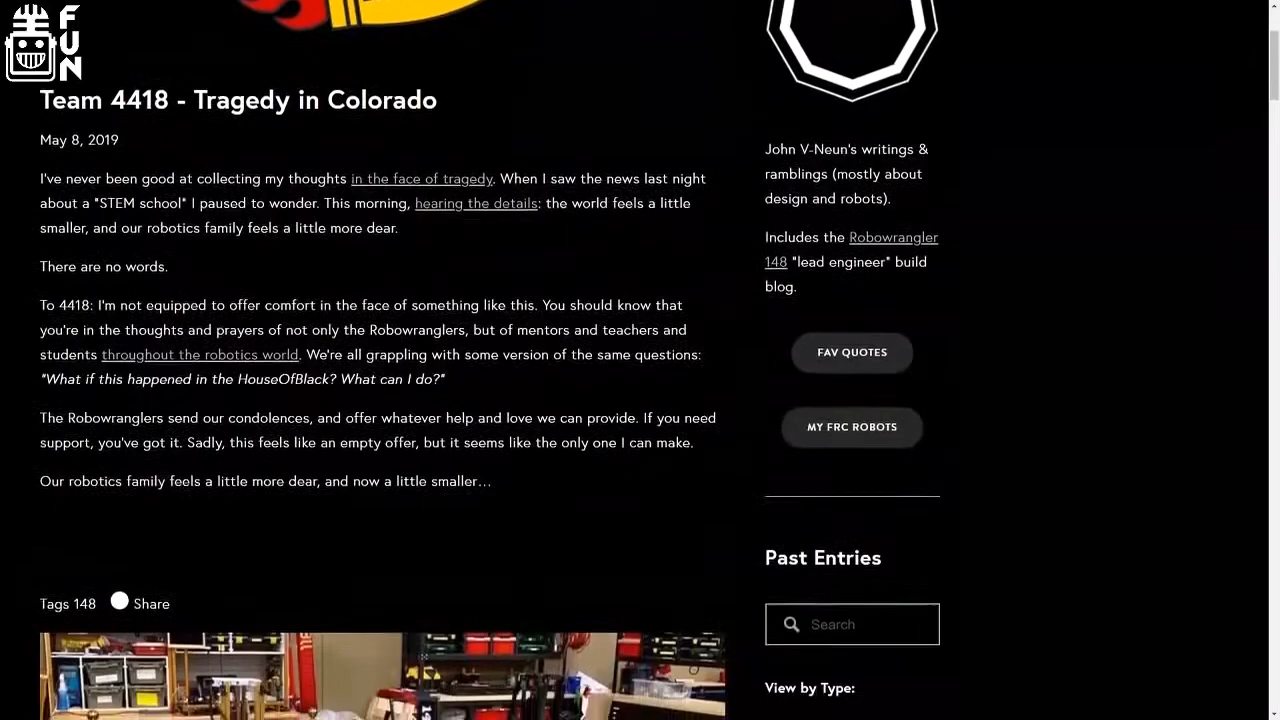 FUN
Team 4418 - Tragedy in Colorado
May 8, 2019
I've never been good at collecting my thoughts in the face of tragedy. When I saw the news last night
about a "STEM school" I paused to wonder. This morning, hearing the details: the world feels a little
smaller, and our robotics family feels a little more dear.
There are no words.
To 4418: I'm not equipped to offer comfort in the face of something like this. You should know that
you're in the thoughts and prayers of not only the Robowranglers, but of mentors and teachers and
students throughout the robotics world. We're all grappling with some version of the same questions:
"What if this happened in the HouseOfBlack? What can I do?"
The Robowranglers send our condolences, and offer whatever help and love we can provide. If you need
support, you've got it. Sadly, this feels like an empty offer, but it seems like the only one I can make.
Our robotics family feels a little more dear, and now a little smaller...
Tags 148 Share
John V-Neun's writings &
ramblings (mostly about
design and robots).
Includes the Robowrangler
148 "lead engineer" build
blog.
FAV QUOTES
MY FRC ROBOTS
Past Entries
Search
View by Type: